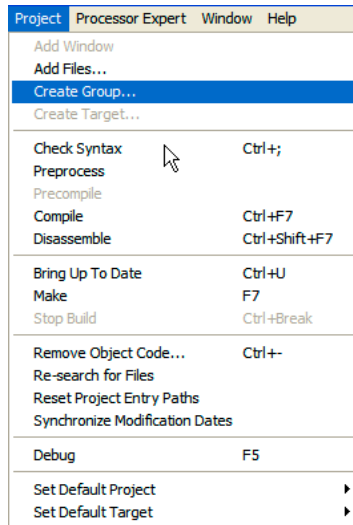 Project Processor Expert Window Help
Add Window
Add Files...
Create Group...
Create Target...
Check Syntax Ctrl+;
Preprocess
Precompile
Compile Ctrl+F7
Disassemble Ctrl+Shift+F7
Bring Up To Date Ctrl+U
Make F7
Stop Build Ctrl+Break
Remove Object Code... Ctrl+-
Re-search for Files
Reset Project Entry Paths
Synchronize Modification Dates
Debug F5
Set Default Project
Set Default Target